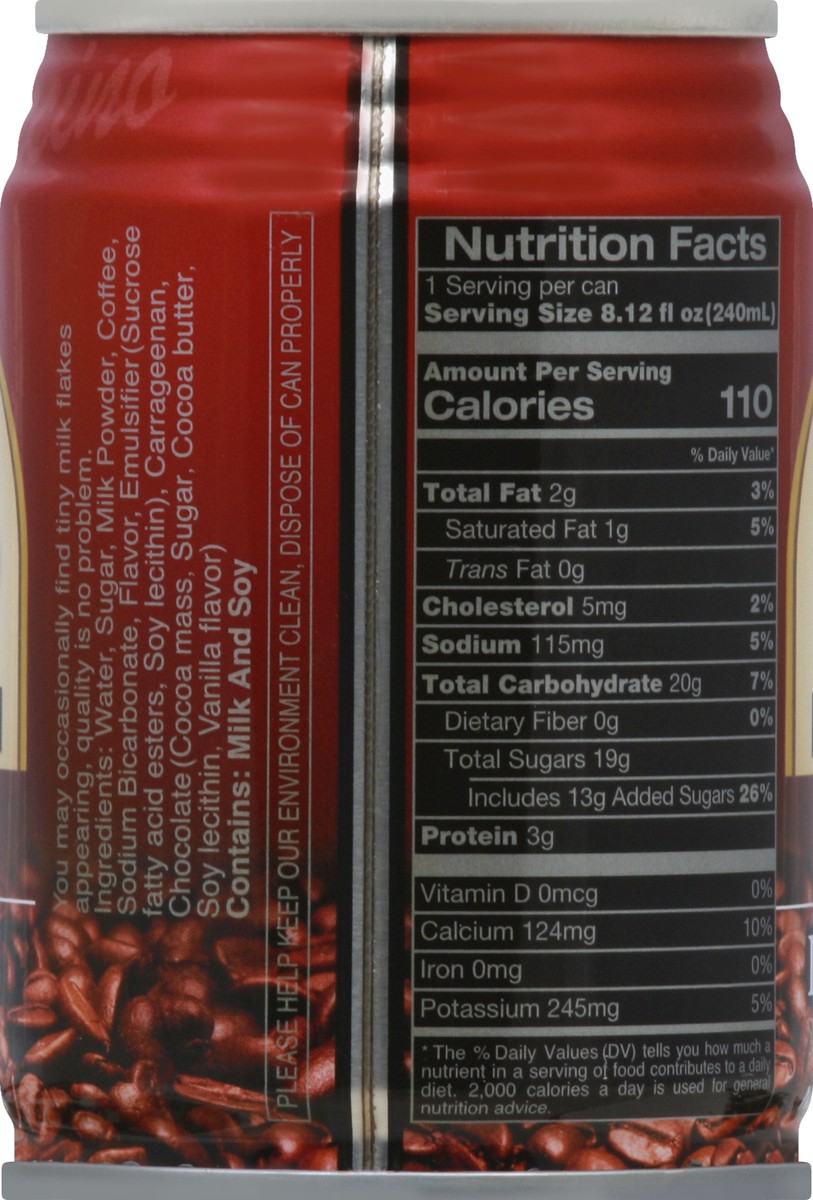 ino
You may occasionally find tiny milk flakes
appearing, quality is no problem.
Ingredients: Water, Sugar, Milk Powder, Coffee,
Sodium Bicarbonate, Flavor, Emulsifier (Sucrose
fatty acid esters, Soy lecithin), Carrageenan,
Chocolate (Cocoa mass, Sugar, Cocoa butter,
Soy lecithin, Vanilla flavor)
Contains: Milk And Soy
PLEASE HELP KEEP OUR ENVIRONMENT CLEAN, DISPOSE OF CAN PROPERLY
Nutrition Facts
1 Serving per can
Serving Size 8.12 fl oz(240mL)
Amount Per Serving
Calories 110
% Daily Value*
Total Fat 2g 3%
Saturated Fat 1g 5%
Trans Fat 0g
Cholesterol 5mg 2%
Sodium 115mg 5%
Total Carbohydrate 20g 7%
Dietary Fiber 0g 0%
Total Sugars 19g
Includes 13g Added Sugars 26%
Protein 3g
Vitamin D 0mcg 0%
Calcium 124mg 10%
Iron 0mg 0%
Potassium 245mg 5%
* The % Daily Values (DV) tells you how much a
nutrient in a serving of food contributes to a daily
diet. 2,000 calories a day is used for general
nutrition advice.